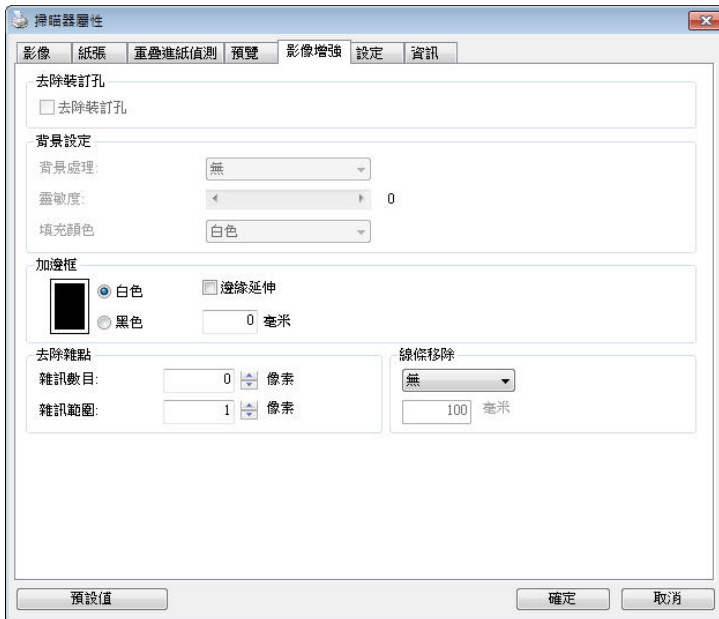 掃瞄器屬性
影像 紙張 重疊進紙偵測 預覽 影像增強 設定 資訊
去除裝訂孔
去除裝訂孔
背景設定
背景處理: 無
靈敏度: 0
填充顏色 白色
加邊框
白色 邊緣延伸
黑色 0 毫米
去除雜點 線條移除
雜訊數目: 0 像素 無
雜訊範圍: 1 像素 100 毫米
預設值 確定 取消